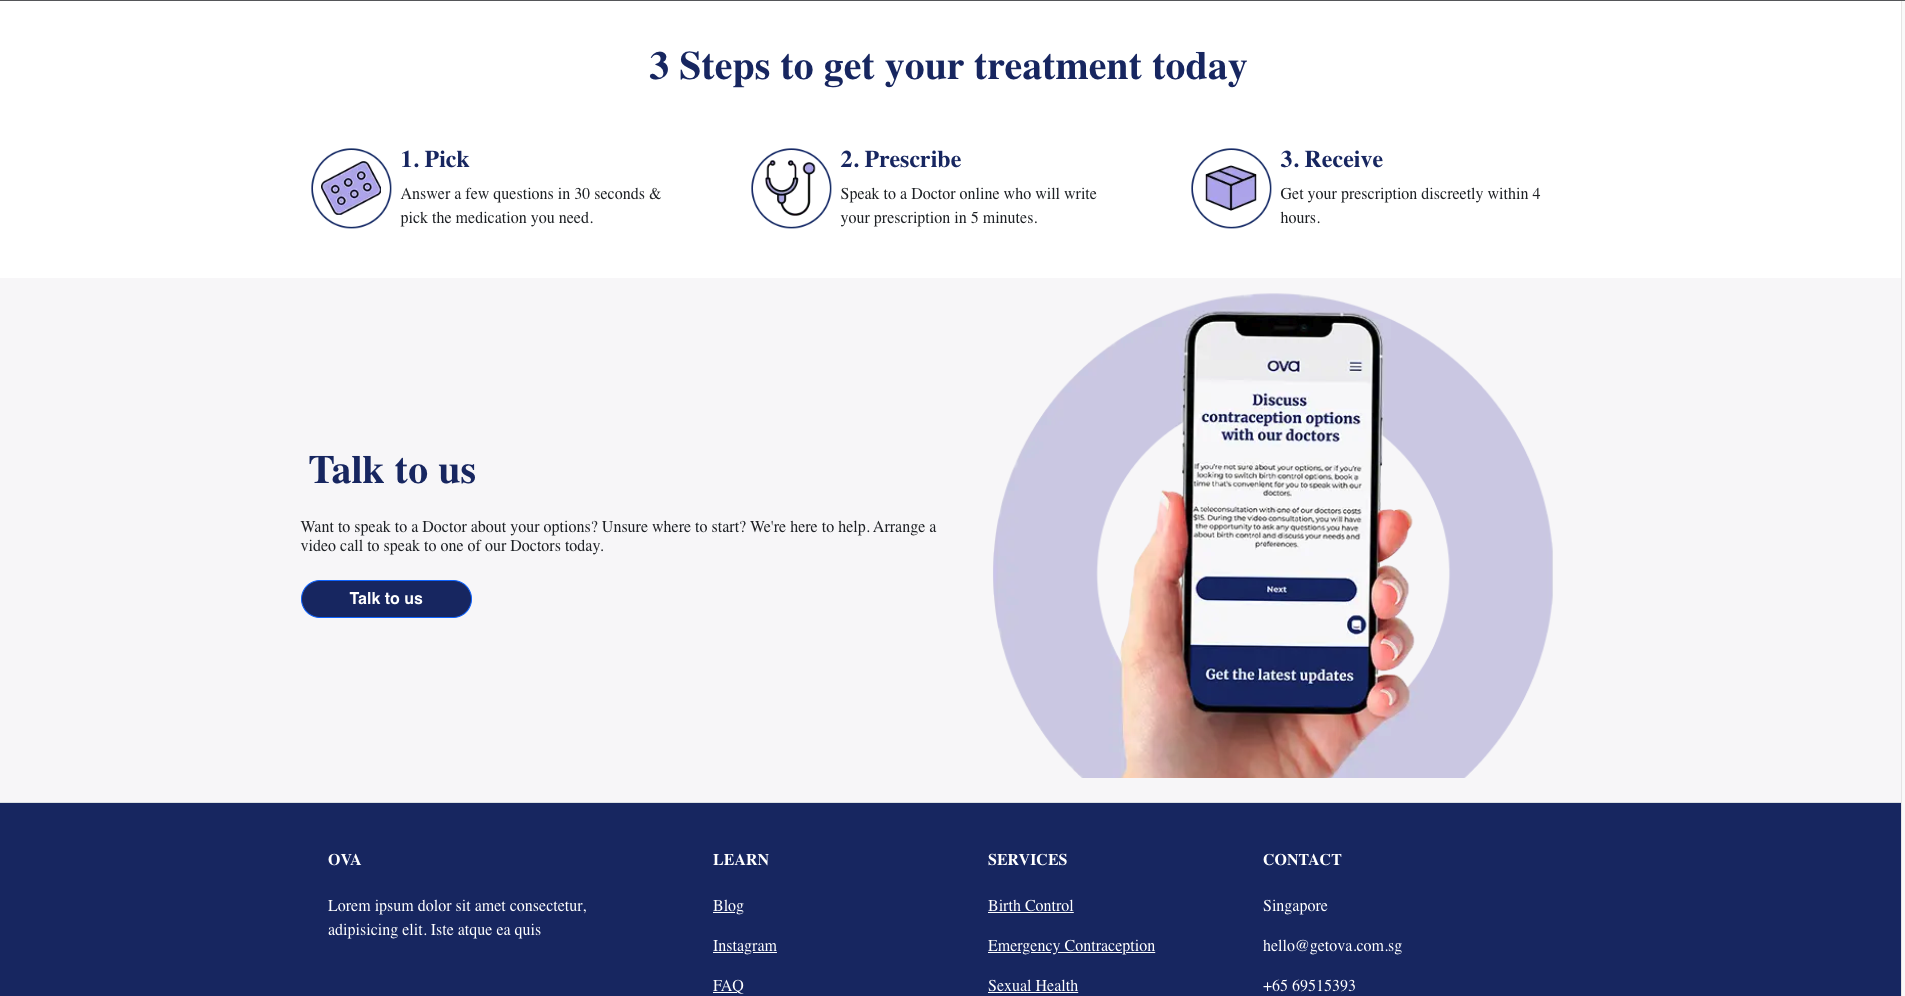 3 Steps to get your treatment today
1. Pick
Answer a few questions in 30 seconds &
pick the medication you need.
2. Prescribe
Speak to a Doctor online who will write
your prescription in 5 minutes.
3. Receive
Get your prescription discreetly within 4
hours.
Talk to us
Want to speak to a Doctor about your options? Unsure where to start? We're here to help. Arrange a
video call to speak to one of our Doctors today.
Talk to us
ova
Discuss
contraception options
with our doctors
If you're not sure about your options, or if you're
looking to switch birth control options, book a
time that's convenient for you to speak with our
doctors.
A teleconsultation with one of our doctors costs
$15. During the video consultation, you will have
the opportunity to ask any questions you have
about birth control and discuss your needs and
preferences.
Next
Get the latest updates
OVA
Lorem ipsum dolor sit amet consectetur,
adipisicing elit. Iste atque ea quis
LEARN
Blog
Instagram
FAQ
SERVICES
Birth Control
Emergency Contraception
Sexual Health
CONTACT
Singapore
hello@getova.com.sg
+65 69515393